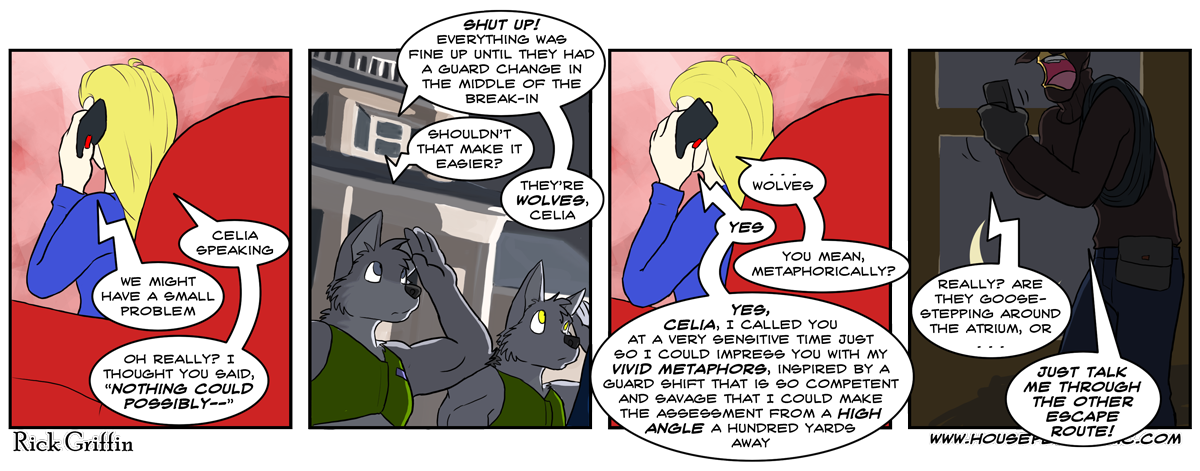 CELIA
SPEAKING
WE MIGHT
HAVE A SMALL
PROBLEM
OH REALLY? I
THOUGHT YOU SAID,
"NOTHING COULD
POSSIBLY--"
SHUT UP!
EVERYTHING WAS
FINE UP UNTIL THEY HAD
A GUARD CHANGE IN
THE MIDDLE OF THE
BREAK-IN
SHOULDN'T
THAT MAKE IT
EASIER?
THEY'RE
WOLVES,
CELIA
. . . .
WOLVES
YES
YOU MEAN,
METAPHORICALLY?
YES,
CELIA, I CALLED YOU
AT A VERY SENSITIVE TIME JUST
SO I COULD IMPRESS YOU WITH MY
VIVID METAPHORS, INSPIRED BY A
GUARD SHIFT THAT IS SO COMPETENT
AND SAVAGE THAT I COULD MAKE
THE ASSESSMENT FROM A HIGH
ANGLE A HUNDRED YARDS
AWAY
REALLY? ARE
THEY GOOSE-
STEPPING AROUND
THE ATRIUM, OR
. . .
JUST TALK
ME THROUGH
THE OTHER
ESCAPE
ROUTE!
Rick Griffin